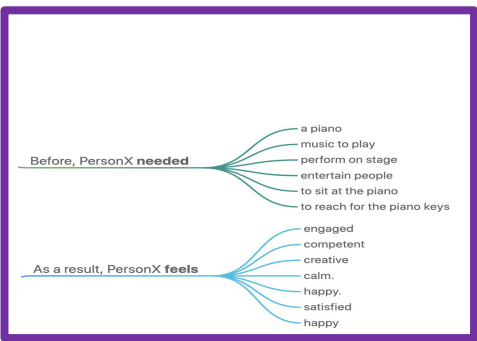 Before, PersonX needed
a piano
music to play
perform on stage
entertain people
to sit at the piano
to reach for the piano keys
As a result, PersonX feels
engaged
competent
creative
calm.
happy.
satisfied
happy